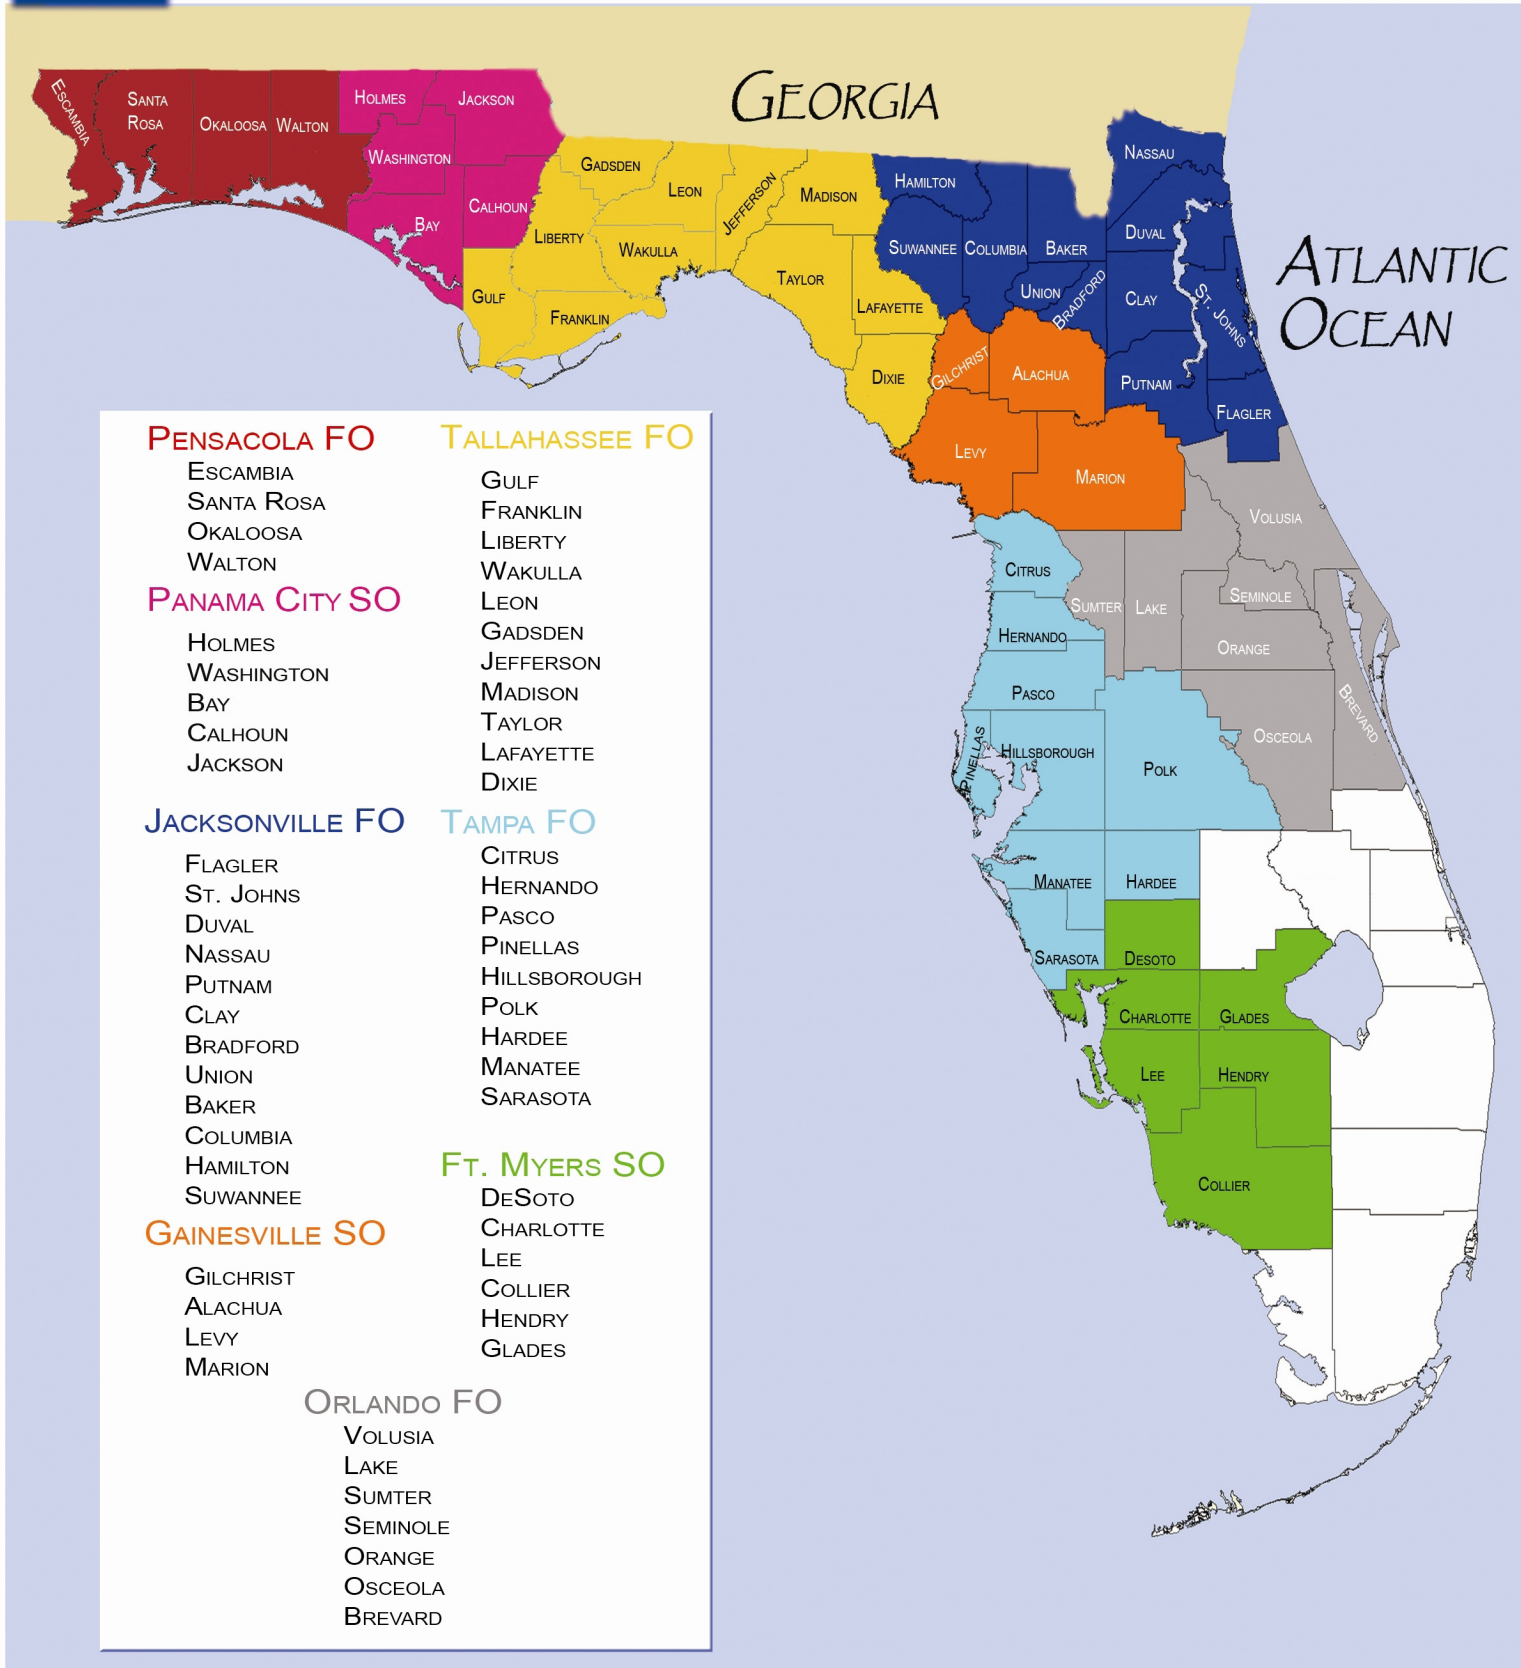 GEORGIA
ATLANTIC
OCEAN
ESCAMBIA
SANTA
ROSA
OKALOOSA
WALTON
HOLMES
JACKSON
WASHINGTON
BAY
CALHOUN
GADSDEN
LEON
JEFFERSON
MADISON
LIBERTY
WAKULLA
GULF
FRANKLIN
TAYLOR
LAFAYETTE
DIXIE
HAMILTON
SUWANNEE
COLUMBIA
BAKER
NASSAU
DUVAL
UNION
BRADFORD
CLAY
ST. JOHNS
PUTNAM
FLAGLER
GILCHRIST
ALACHUA
LEVY
MARION
VOLUSIA
CITRUS
SUMTER
LAKE
SEMINOLE
HERNANDO
ORANGE
PASCO
BREVARD
PINELLAS
HILLSBOROUGH
POLK
OSCEOLA
MANATEE
HARDEE
SARASOTA
DESOTO
CHARLOTTE
GLADES
LEE
HENDRY
COLLIER
PENSACOLA FO
ESCAMBIA
SANTA ROSA
OKALOOSA
WALTON
PANAMA CITY SO
HOLMES
WASHINGTON
BAY
CALHOUN
JACKSON
JACKSONVILLE FO
FLAGLER
ST. JOHNS
DUVAL
NASSAU
PUTNAM
CLAY
BRADFORD
UNION
BAKER
COLUMBIA
HAMILTON
SUWANNEE
GAINESVILLE SO
GILCHRIST
ALACHUA
LEVY
MARION
TALLAHASSEE FO
GULF
FRANKLIN
LIBERTY
WAKULLA
LEON
GADSDEN
JEFFERSON
MADISON
TAYLOR
LAFAYETTE
DIXIE
TAMPA FO
CITRUS
HERNANDO
PASCO
PINELLAS
HILLSBOROUGH
POLK
HARDEE
MANATEE
SARASOTA
FT. MYERS SO
DESOTO
CHARLOTTE
LEE
COLLIER
HENDRY
GLADES
ORLANDO FO
VOLUSIA
LAKE
SUMTER
SEMINOLE
ORANGE
OSCEOLA
BREVARD